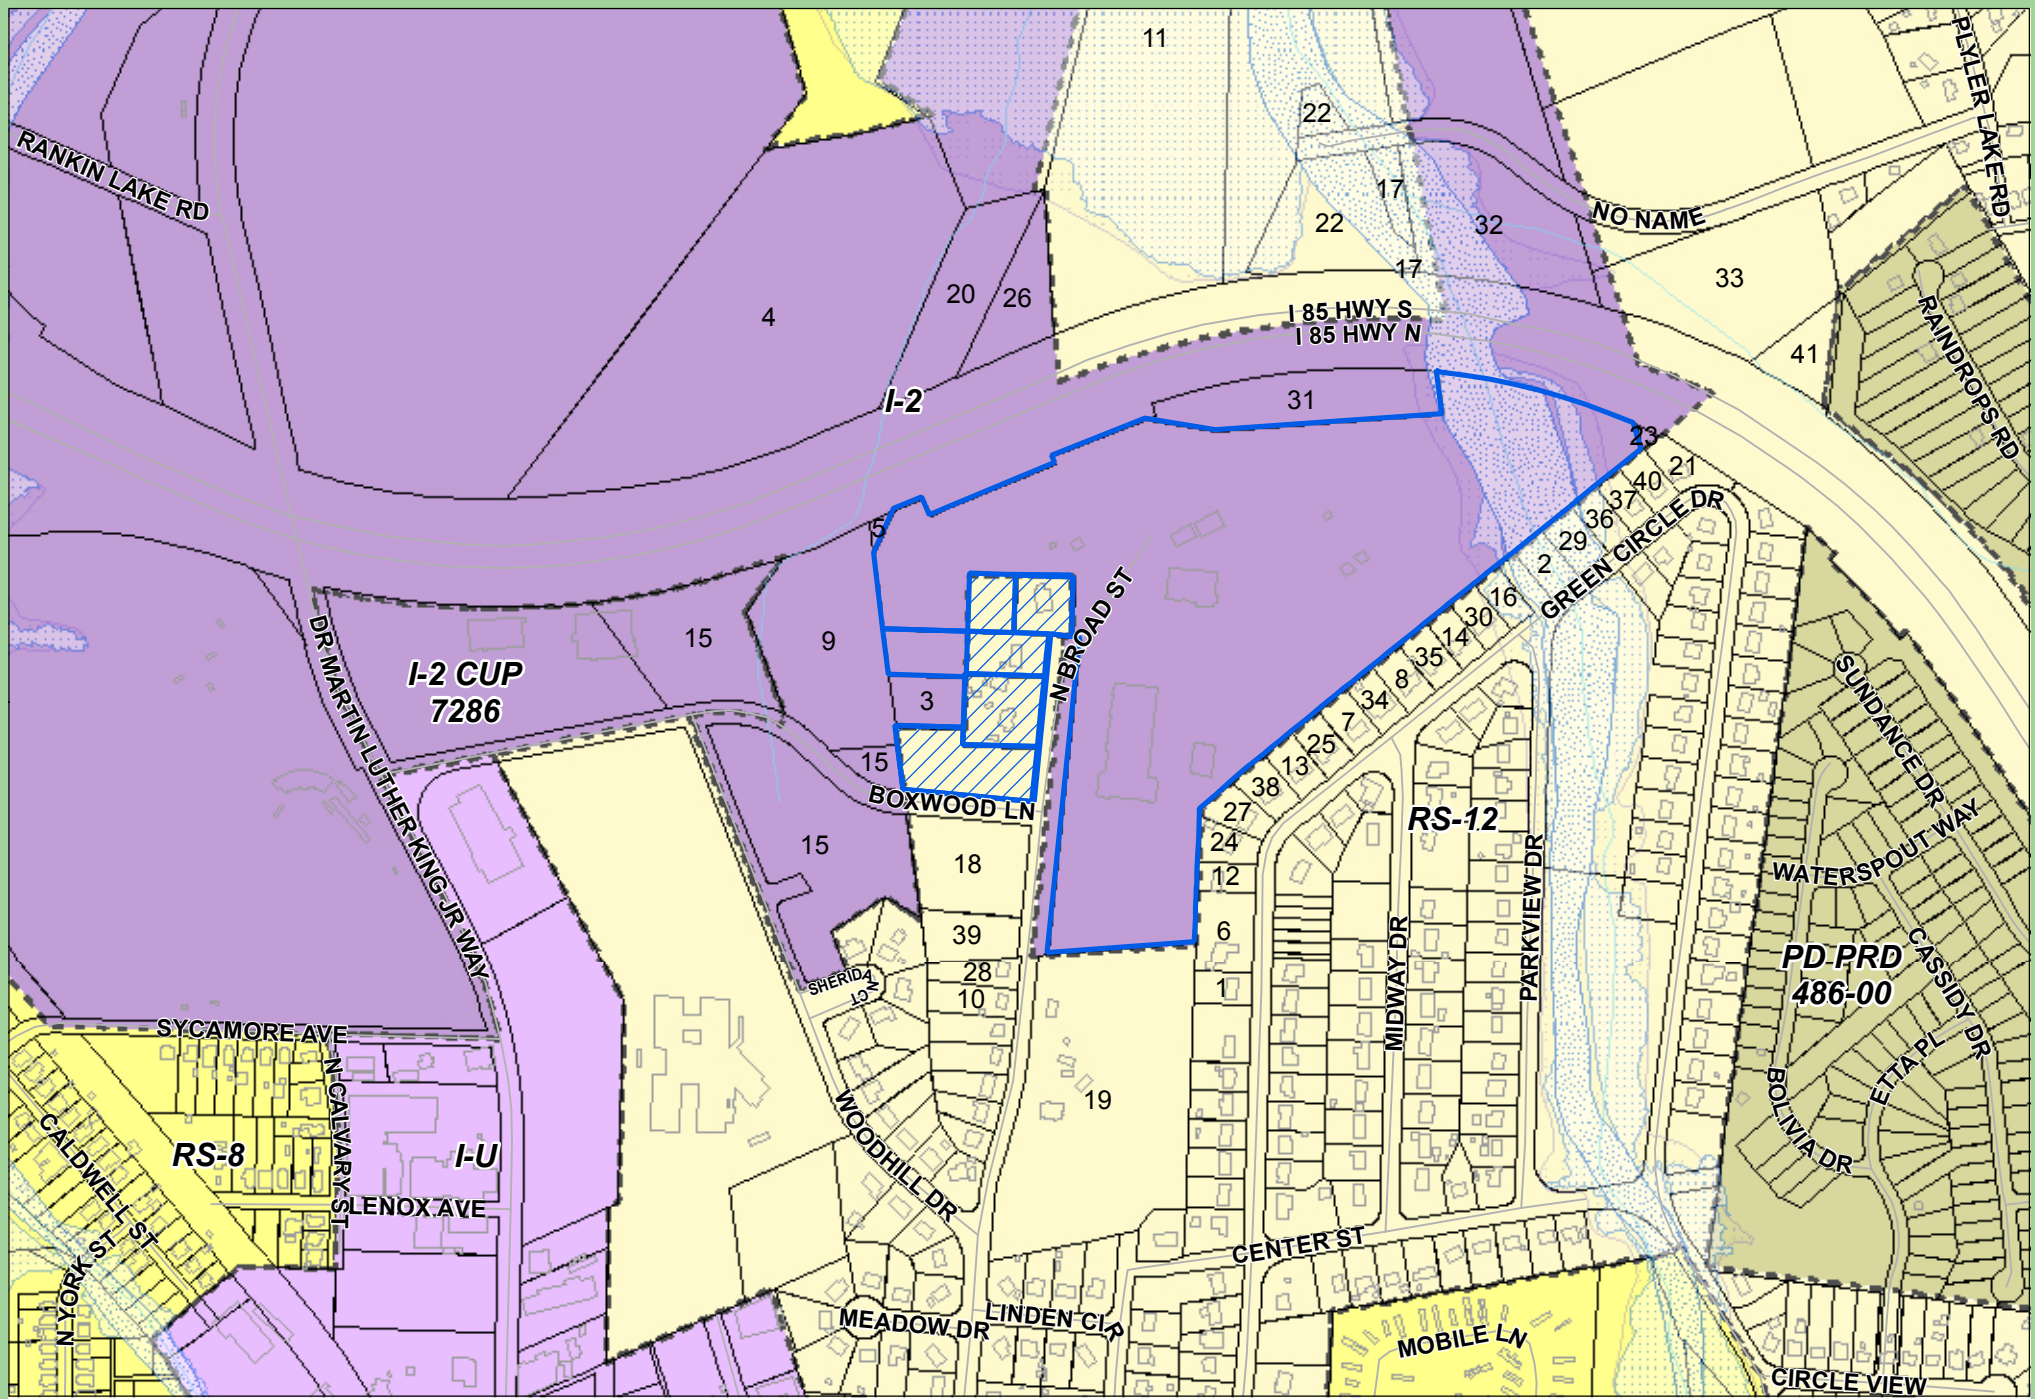 11
PLYLER LAKE RD
22
RANKIN LAKE RD
17
22
32
NO NAME
17
33
20
26
4
I 85 HWY S
I 85 HWY N
RAINDROPS RD
41
I-2
31
23
21
40
37
36
5
29
2
GREEN CIRCLE DR
N BROAD ST
16
30
14
DR MARTIN LUTHER KING JR WAY
15
9
35
8
34
7
25
13
38
27
24
12
6
1
I-2 CUP
7286
3
15
BOXWOOD LN
SUNDANCE DR
RS-12
WATERSPOUT WAY
15
18
PARKVIEW DR
MIDWAY DR
39
28
10
SHERIDAN CT
CASSIDY DR
PD PRD
486-00
SYCAMORE AVE
N CALVARY ST
ETTA PL
BOLIVIA DR
19
WOODHILL DR
CALDWELL ST
RS-8
I-U
LENOX AVE
N YORK ST
CENTER ST
MEADOW DR
LINDEN CIR
MOBILE LN
CIRCLE VIEW